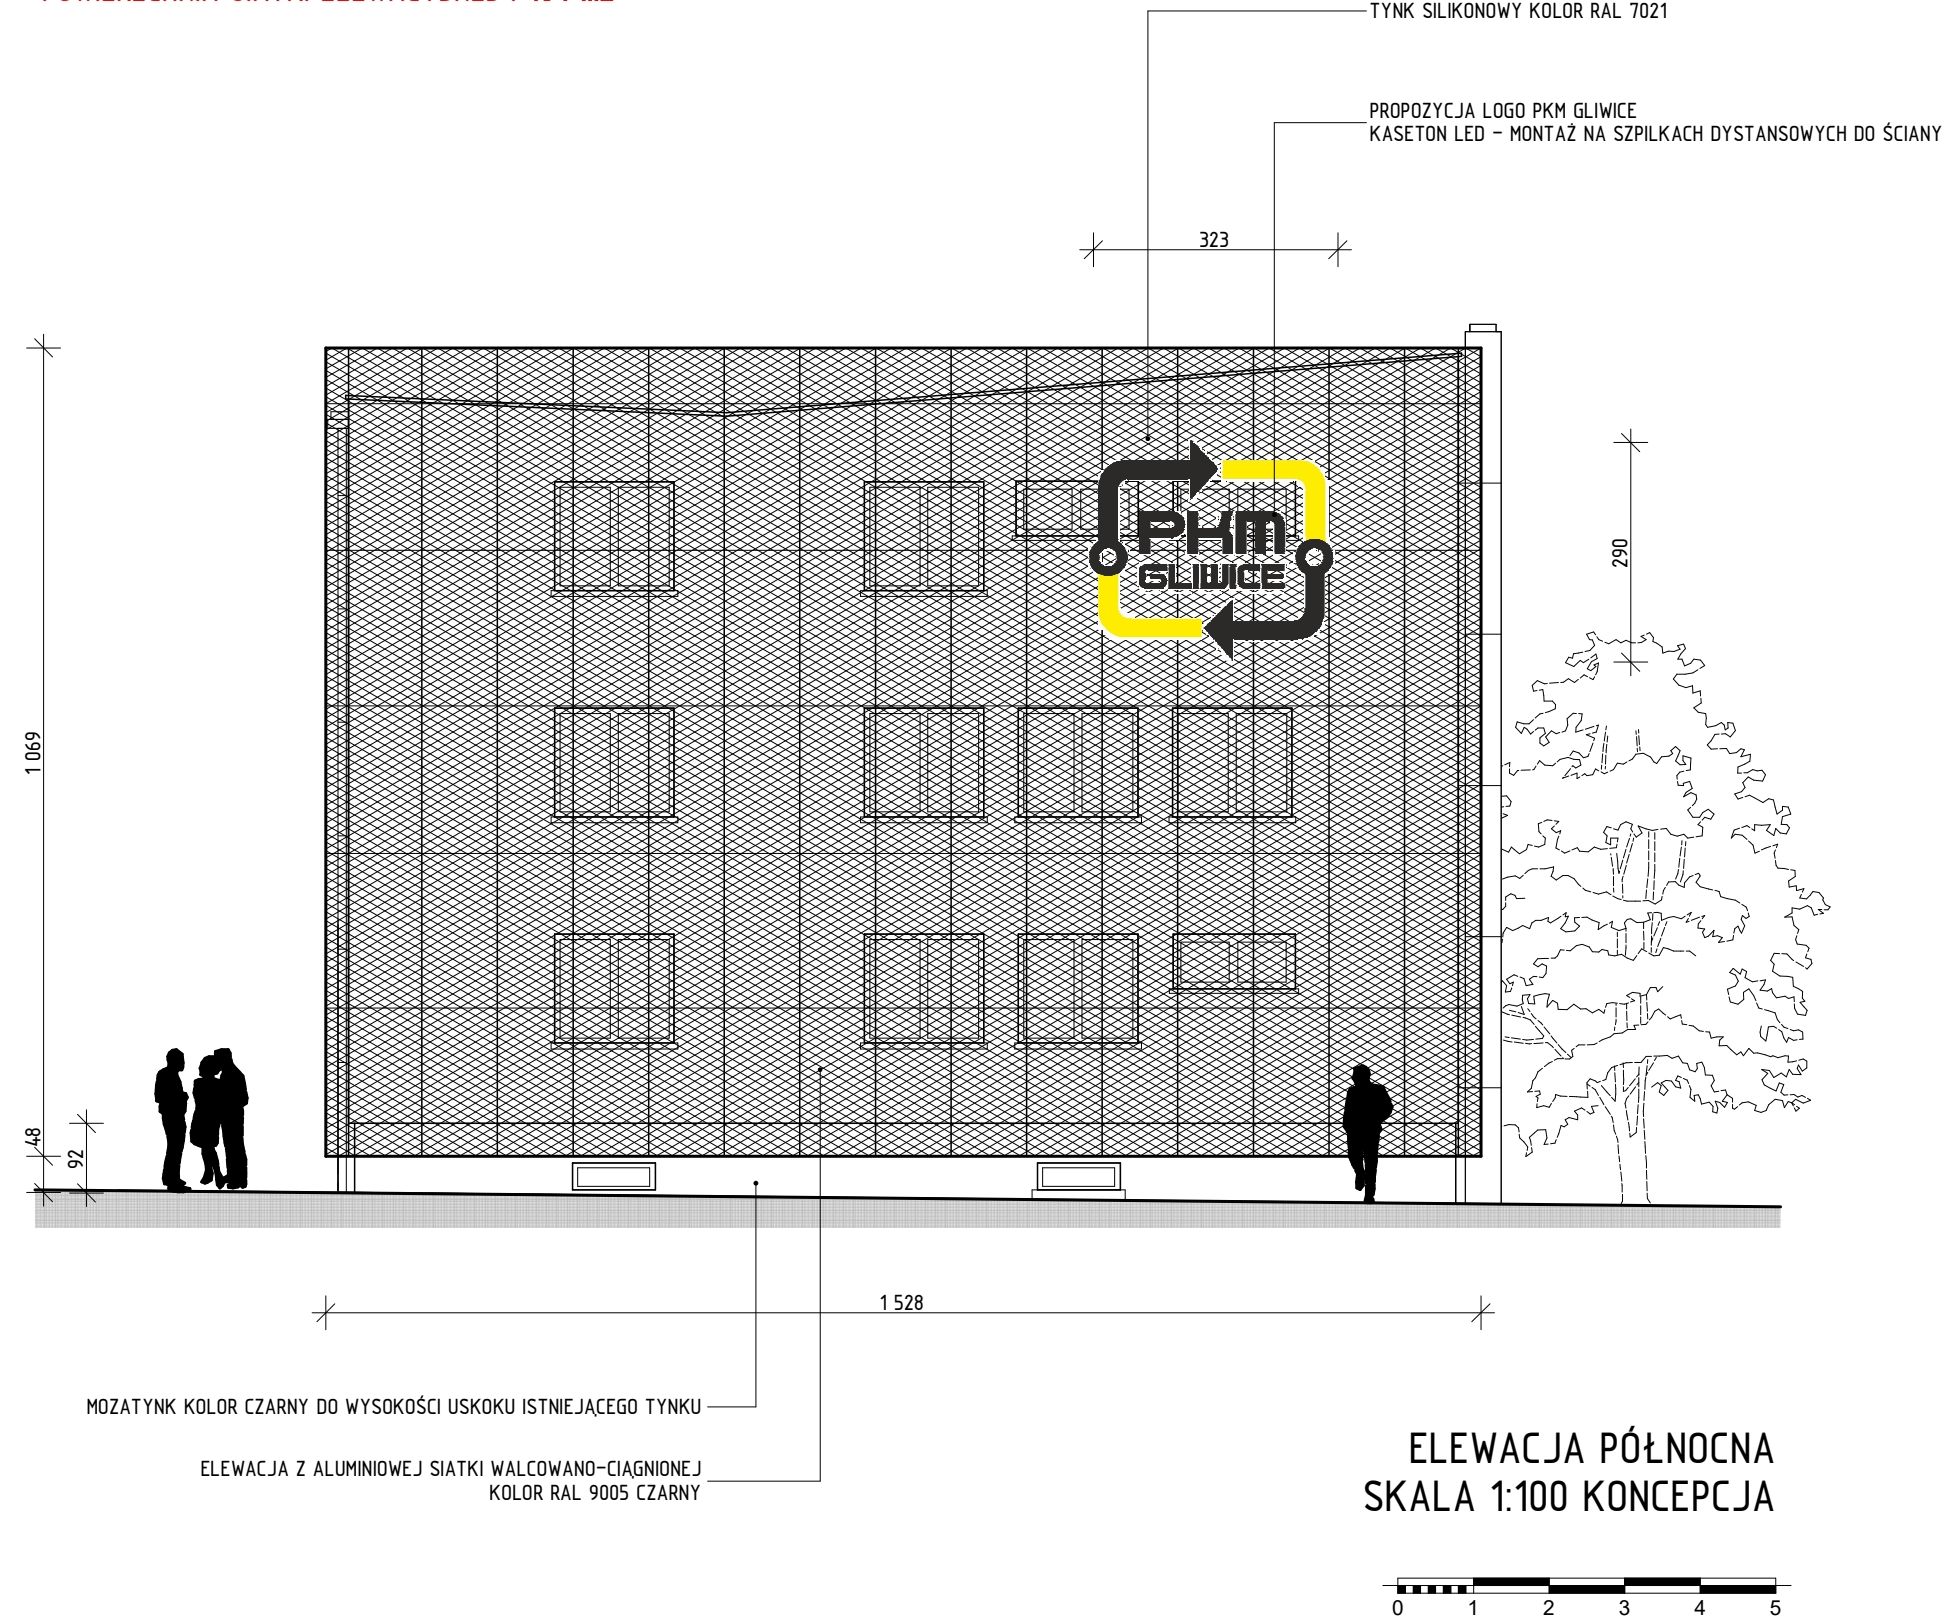 TYNK SILIKONOWY KOLOR RAL 7021
PROPOZYCJA LOGO PKM GLIWICE
KASETON LED - MONTAŻ NA SZPILKACH DYSTANSOWYCH DO ŚCIANY
323
PKM
GLIWICE
290
1 069
48
92
1 528
MOZATYNK KOLOR CZARNY DO WYSOKOŚCI USKOKU ISTNIEJĄCEGO TYNKU
ELEWACJA Z ALUMINIOWEJ SIATKI WALCOWANO-CIĄGNIONEJ
KOLOR RAL 9005 CZARNY
ELEWACJA PÓŁNOCNA
SKALA 1:100 KONCEPCJA
0 1 2 3 4 5